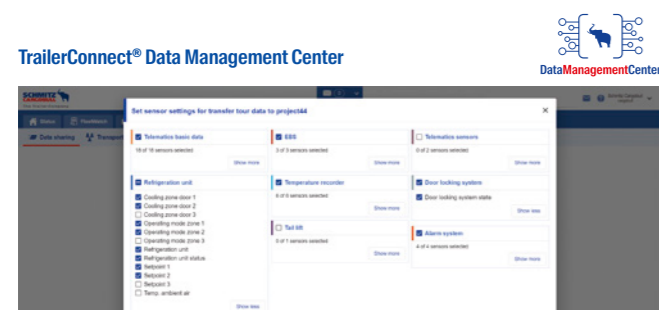 TrailerConnect® Data Management Center
DataManagementCenter
SCHMITZ
CARGOBULL
Status
Data sharing
Transport
Set sensor settings for transfer tour data to project44
Telematics basic data
18 of 18 sensors selected
Show more
EBS
3 of 3 sensors selected
Show more
Telematics sensors
0 of 2 sensors selected
Show more
Refrigeration unit
Cooling zone door 1
Cooling zone door 2
Cooling zone door 3
Operating mode zone 1
Operating mode zone 2
Operating mode zone 3
Refrigeration unit
Refrigeration unit status
Setpoint 1
Setpoint 2
Setpoint 3
Temp. ambient air
Show less
Temperature recorder
6 of 6 sensors selected
Show more
Tail lift
0 of 1 sensors selected
Show more
Door locking system
Door locking system state
Show less
Alarm system
4 of 4 sensors selected
Show more